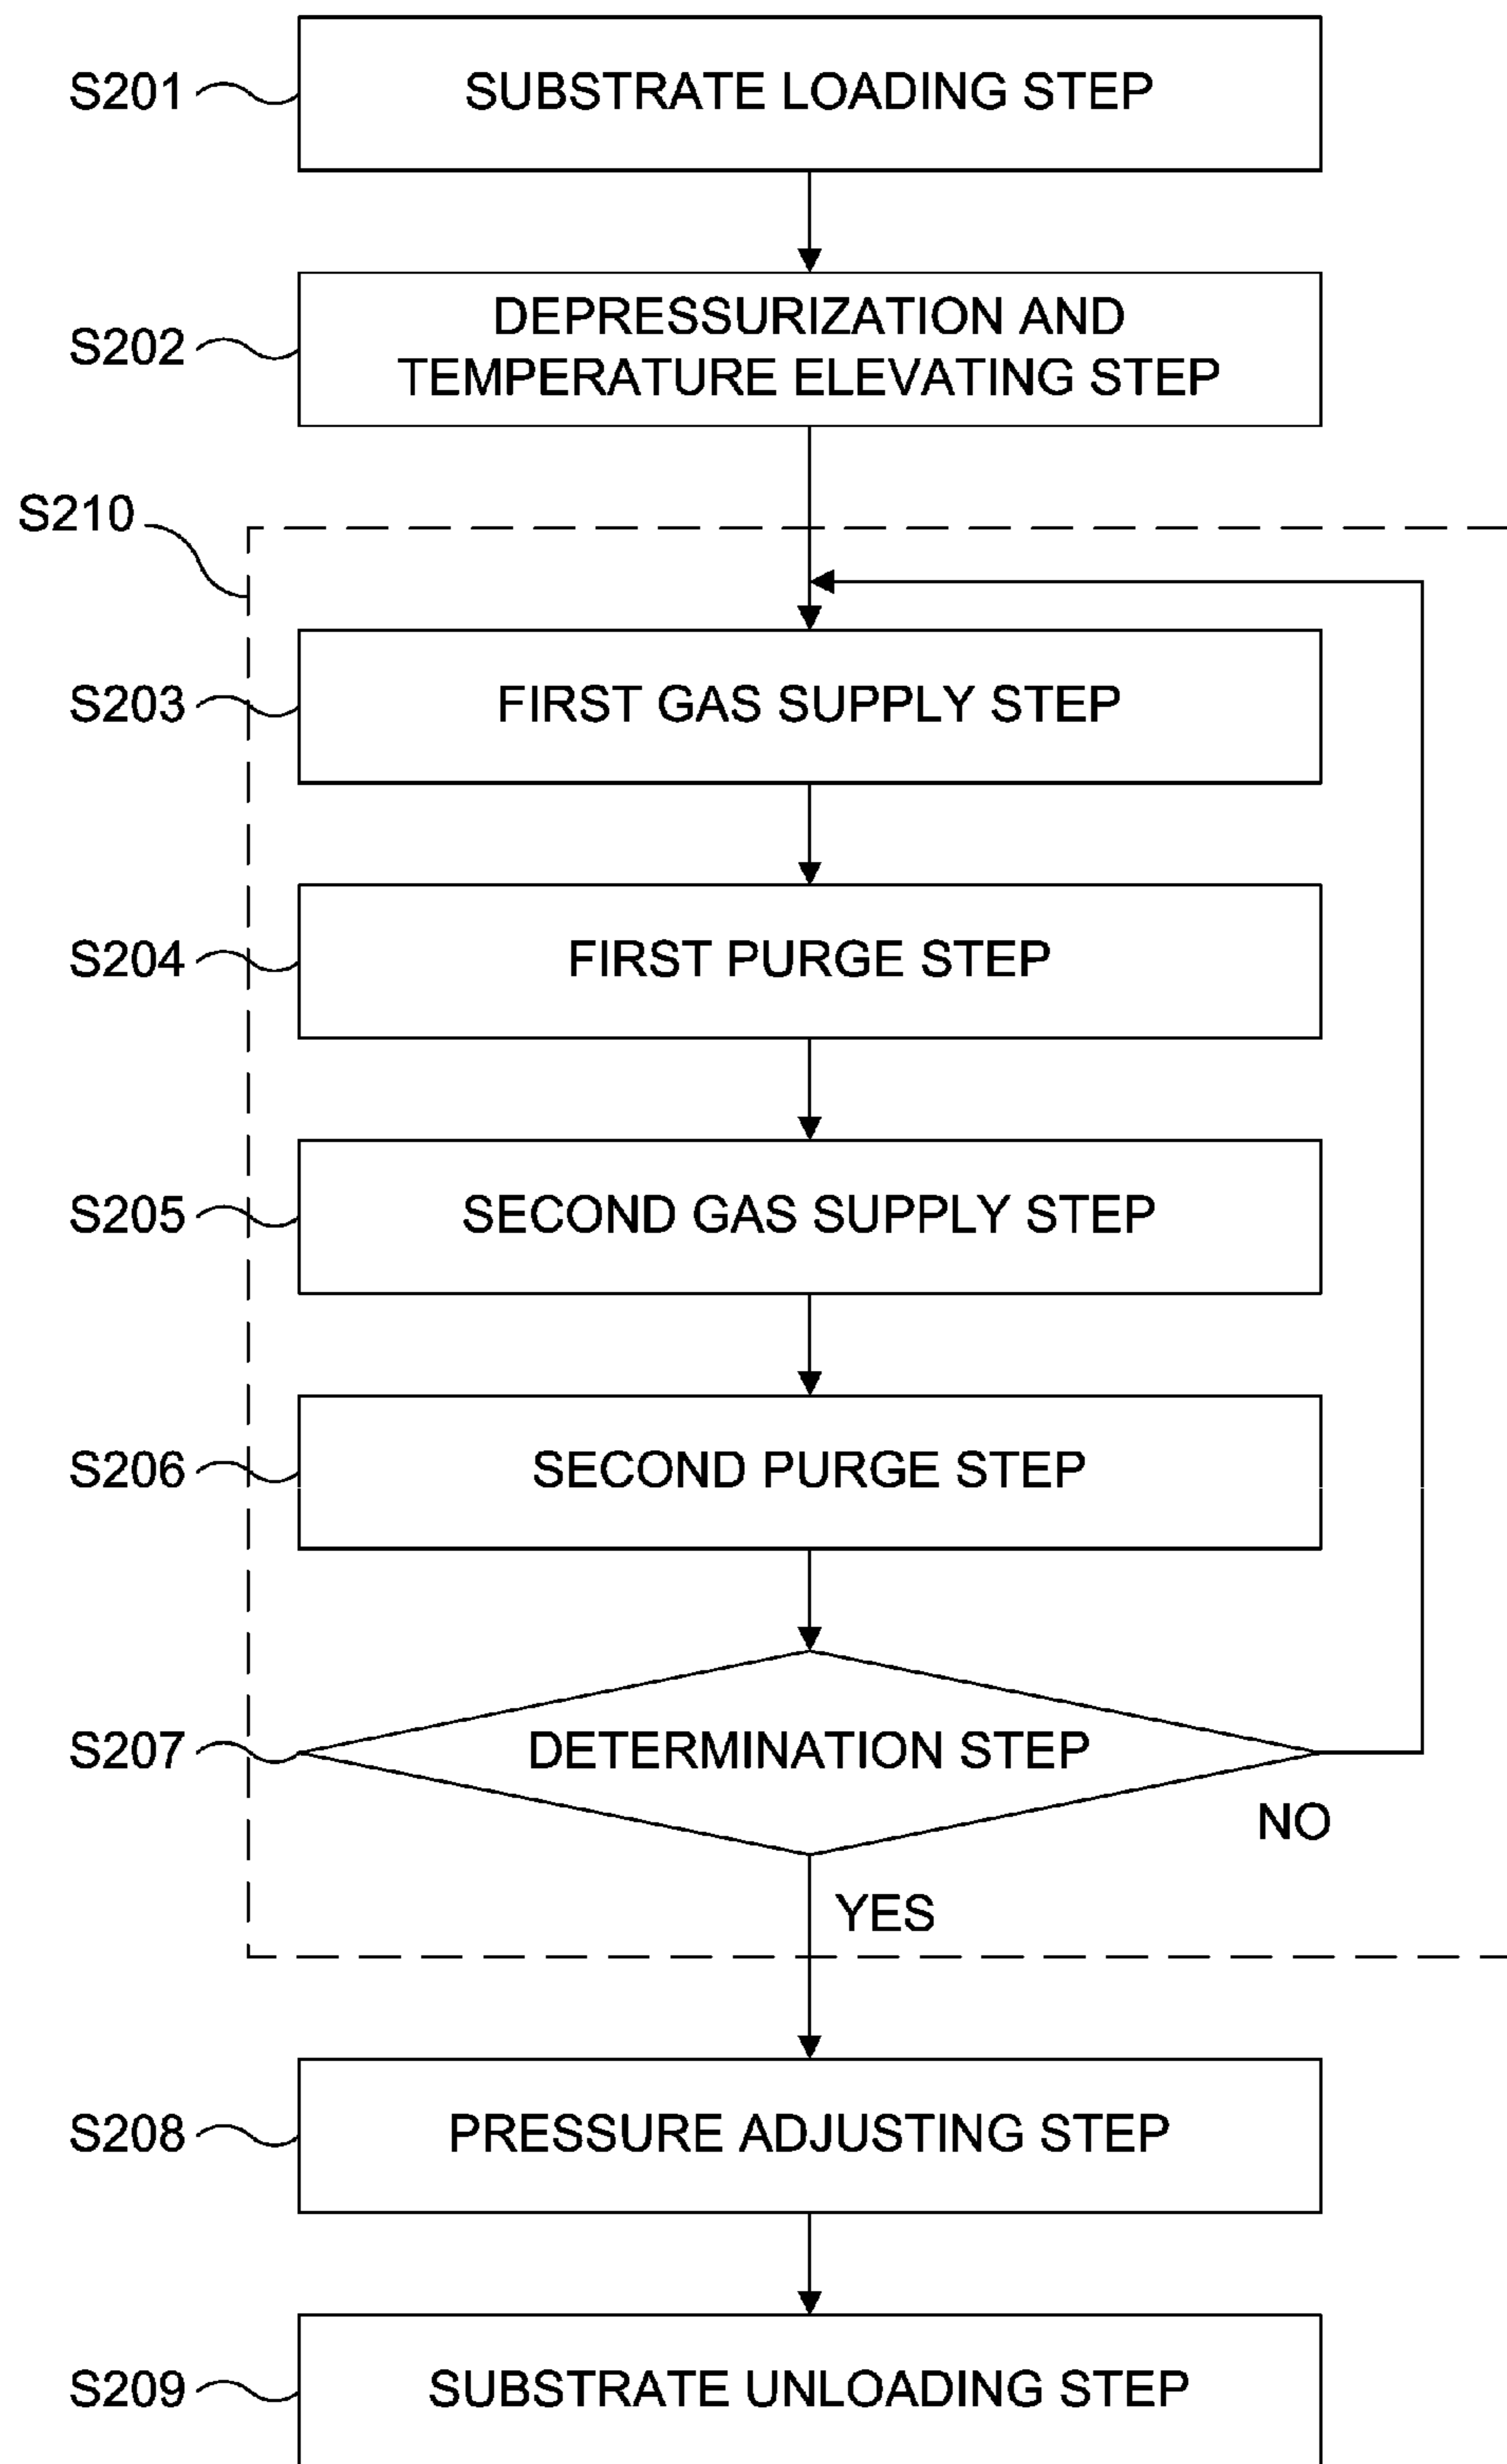 S201
SUBSTRATE LOADING STEP
S202
DEPRESSURIZATION AND
TEMPERATURE ELEVATING STEP
S210
S203
FIRST GAS SUPPLY STEP
S204
FIRST PURGE STEP
S205
SECOND GAS SUPPLY STEP
S206
SECOND PURGE STEP
S207
DETERMINATION STEP
NO
YES
S208
PRESSURE ADJUSTING STEP
S209
SUBSTRATE UNLOADING STEP